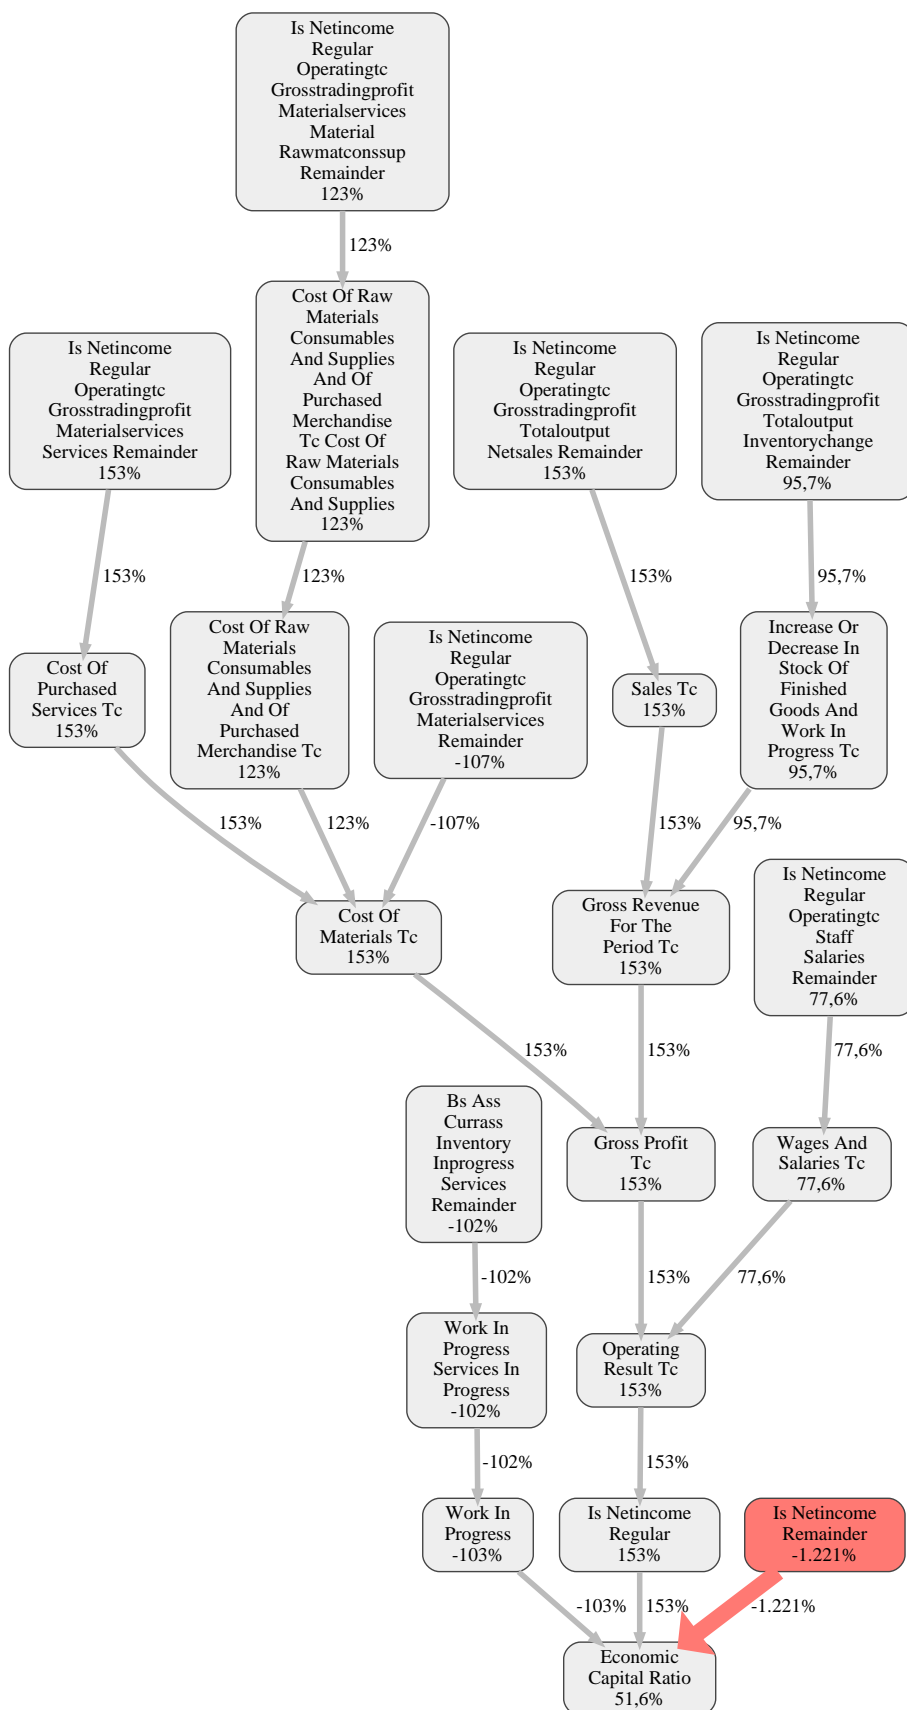 Is Netincome
Regular
Operatingtc
Grosstradingprofit
Materialservices
Material
Rawmatconssup
Remainder
123%
123%
Cost Of Raw
Materials
Consumables
And Supplies
And Of
Purchased
Merchandise
Tc Cost Of
Raw Materials
Consumables
And Supplies
123%
Is Netincome
Regular
Operatingtc
Grosstradingprofit
Materialservices
Services Remainder
153%
Is Netincome
Regular
Operatingtc
Grosstradingprofit
Totaloutput
Netsales Remainder
153%
Is Netincome
Regular
Operatingtc
Grosstradingprofit
Totaloutput
Inventorychange
Remainder
95,7%
153%
123%
153%
95,7%
Cost Of
Purchased
Services Tc
153%
Cost Of Raw
Materials
Consumables
And Supplies
And Of
Purchased
Merchandise Tc
123%
Is Netincome
Regular
Operatingtc
Grosstradingprofit
Materialservices
Remainder
-107%
Sales Tc
153%
Increase Or
Decrease In
Stock Of
Finished
Goods And
Work In
Progress Tc
95,7%
153%
123%
-107%
153%
95,7%
Cost Of
Materials Tc
153%
Gross Revenue
For The
Period Tc
153%
Is Netincome
Regular
Operatingtc
Staff
Salaries
Remainder
77,6%
153%
153%
77,6%
Bs Ass
Currass
Inventory
Inprogress
Services
Remainder
-102%
Gross Profit
Tc
153%
Wages And
Salaries Tc
77,6%
-102%
153%
77,6%
Work In
Progress
Services In
Progress
-102%
Operating
Result Tc
153%
-102%
153%
Work In
Progress
-103%
Is Netincome
Regular
153%
Is Netincome
Remainder
-1.221%
-103%
153%
-1.221%
Economic
Capital Ratio
51,6%